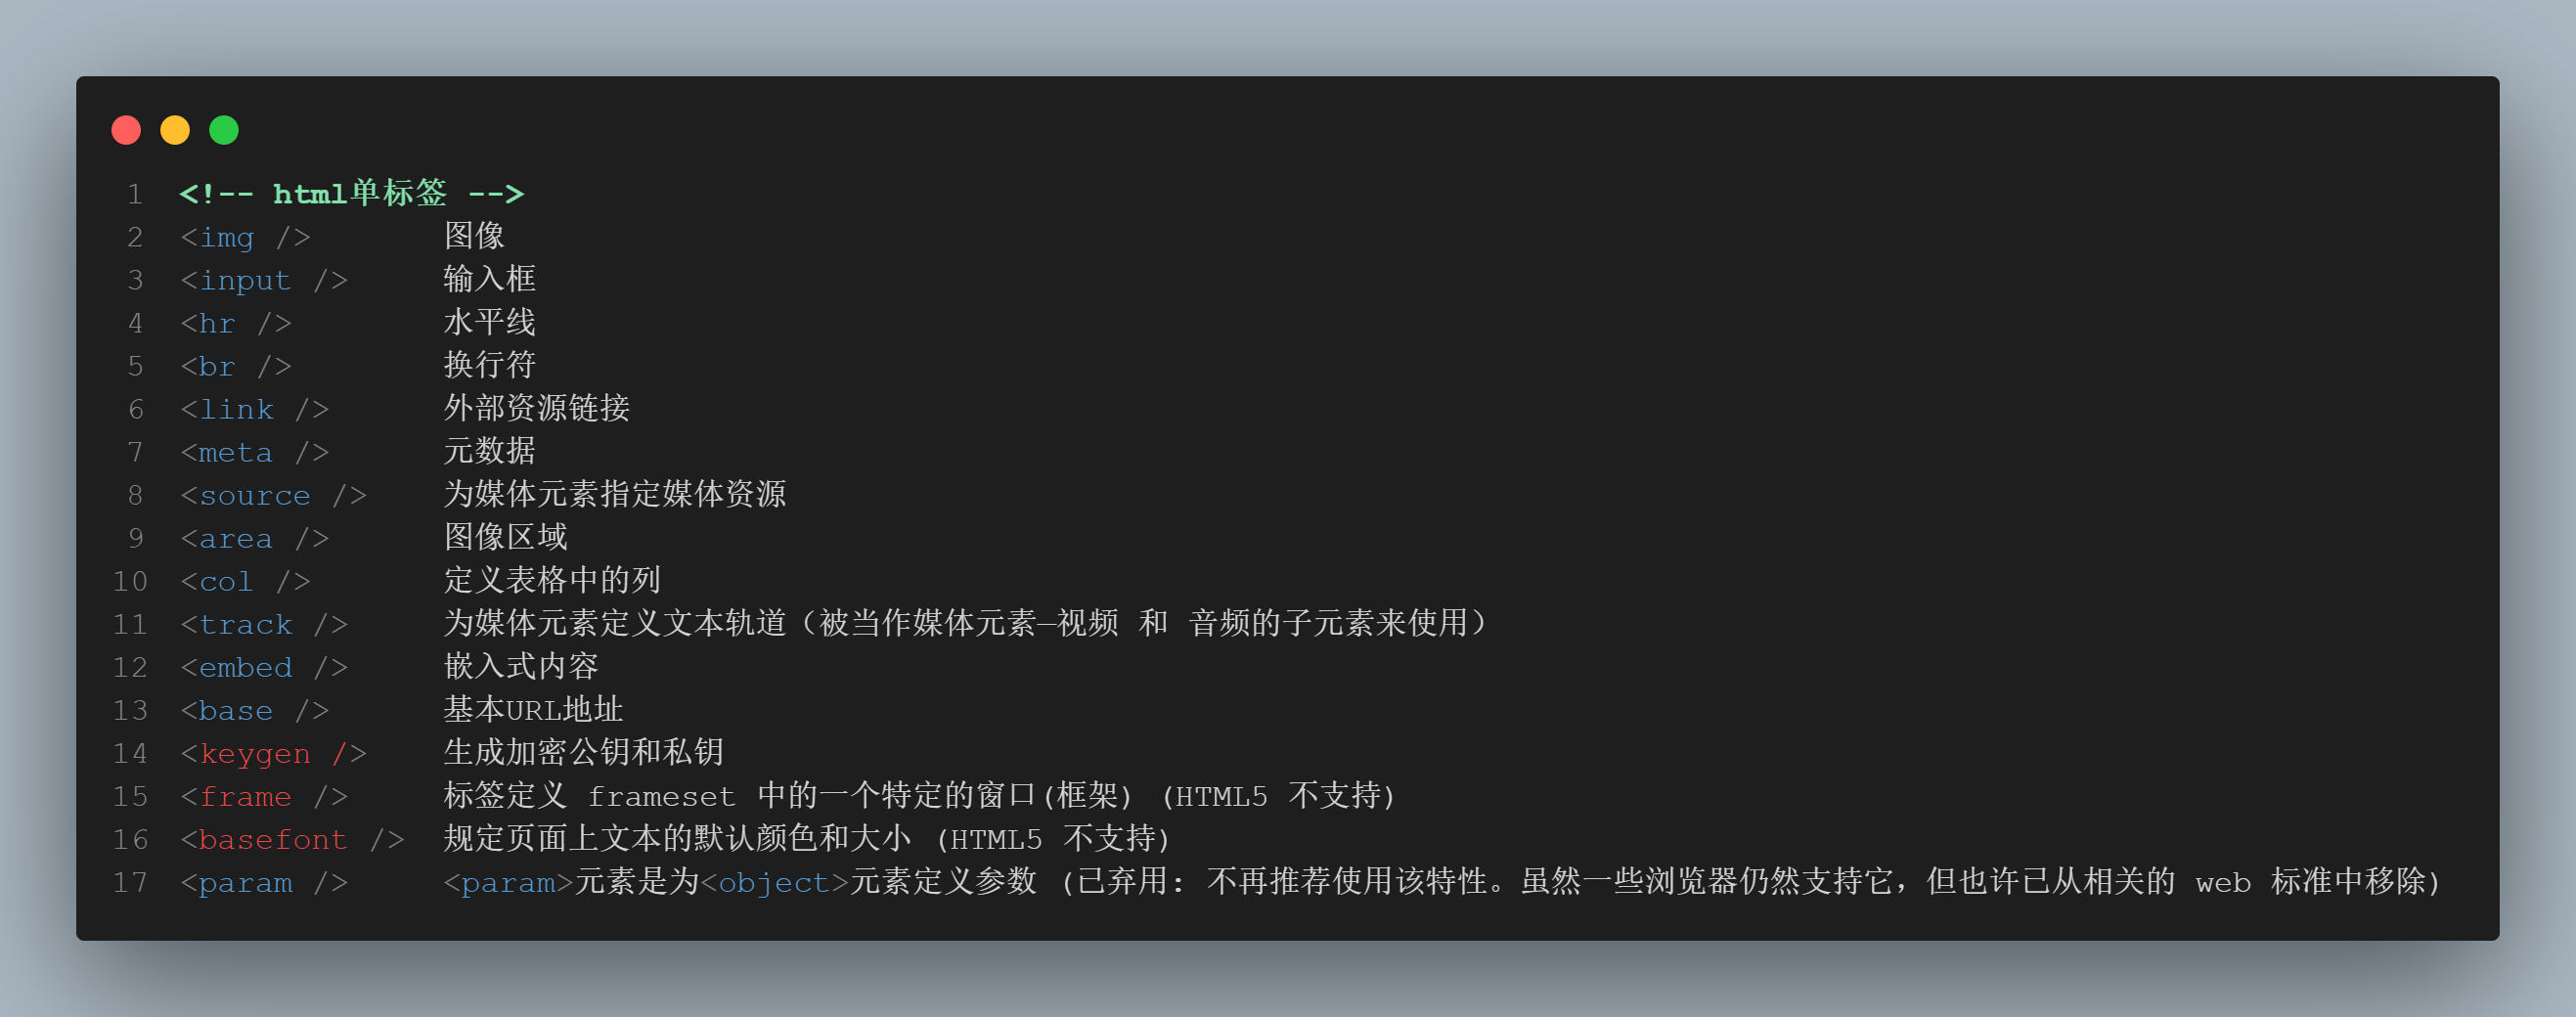 1 <!-- html单标签 -->
2 <img /> 图像
3 <input /> 输入框
4 <hr /> 水平线
5 <br /> 换行符
6 <link /> 外部资源链接
7 <meta /> 元数据
8 <source /> 为媒体元素指定媒体资源
9 <area /> 图像区域
10 <col /> 定义表格中的列
11 <track /> 为媒体元素定义文本轨道（被当作媒体元素—视频 和 音频的子元素来使用）
12 <embed /> 嵌入式内容
13 <base /> 基本URL地址
14 <keygen /> 生成加密公钥和私钥
15 <frame /> 标签定义 frameset 中的一个特定的窗口(框架) (HTML5 不支持)
16 <basefont /> 规定页面上文本的默认颜色和大小 (HTML5 不支持)
17 <param /> <param>元素是为<object>元素定义参数 (已弃用: 不再推荐使用该特性。虽然一些浏览器仍然支持它，但也许已从相关的 web 标准中移除)